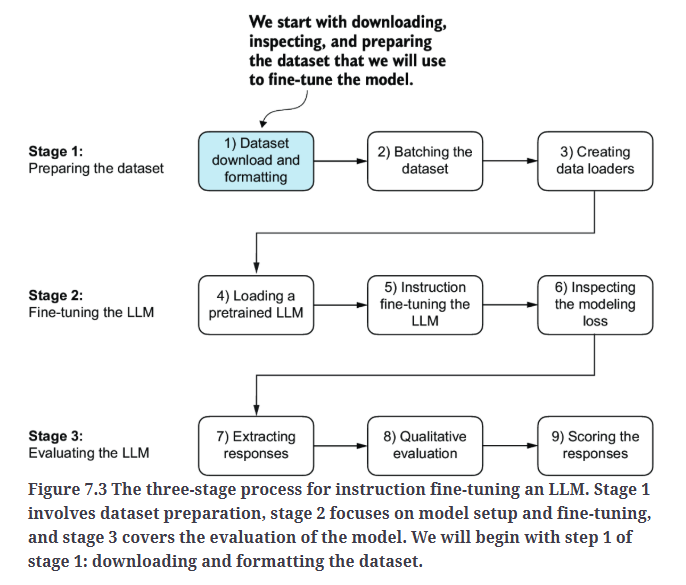 We start with downloading,
inspecting, and preparing
the dataset that we will use
to fine-tune the model.
Stage 1:
Preparing the dataset
1) Dataset
download and
formatting
2) Batching the
dataset
3) Creating
data loaders
Stage 2:
Fine-tuning the LLM
4) Loading a
pretrained LLM
5) Instruction
fine-tuning the
LLM
6) Inspecting
the modeling
loss
Stage 3:
Evaluating the LLM
7) Extracting
responses
8) Qualitative
evaluation
9) Scoring the
responses
Figure 7.3 The three-stage process for instruction fine-tuning an LLM. Stage 1
involves dataset preparation, stage 2 focuses on model setup and fine-tuning,
and stage 3 covers the evaluation of the model. We will begin with step 1 of
stage 1: downloading and formatting the dataset.